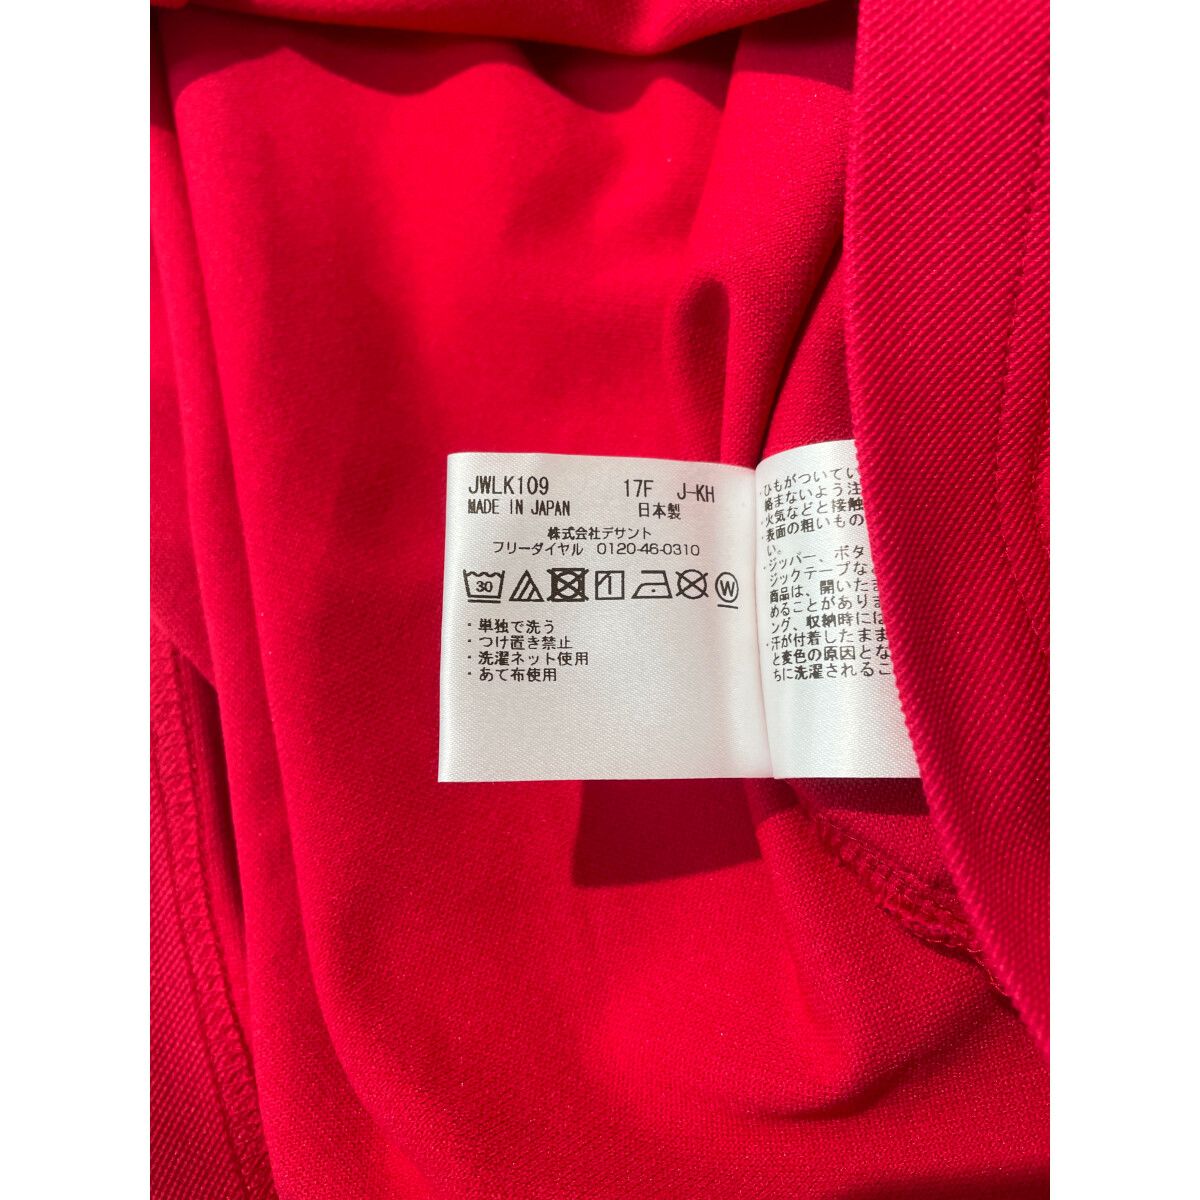 JWLK109 17F J-KH
MADE IN JAPAN 日本製
株式会社デサント
フリーダイヤル 0120-46-0310
30 W
・単独で洗う
・つけ置き禁止
・洗濯ネット使用
・あて布使用
・ひもがついてい
絡まないよう注
・火気などと接触
・表面の粗いもの
い。
・ジッパー、ボタ
ジックテープな
商品は、開いたま
めることがありま
ング、収納時には
・汗が付着したまま
と変色の原因とな
ちに洗濯されるこ